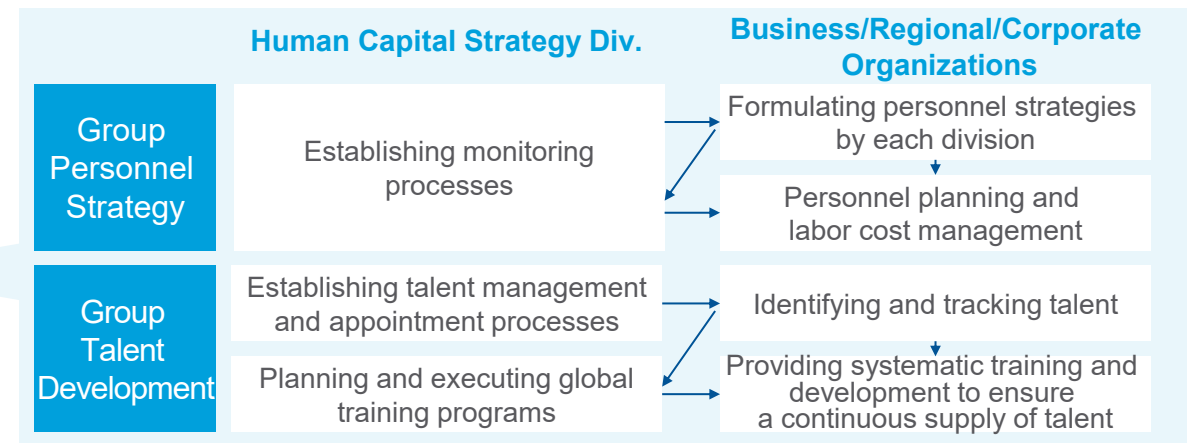 Human Capital Strategy Div.
Business/Regional/Corporate
Organizations
Group
Personnel
Strategy
Establishing monitoring
processes
Formulating personnel strategies
by each division
Personnel planning and
labor cost management
Group
Talent
Development
Establishing talent management
and appointment processes
Identifying and tracking talent
Planning and executing global
training programs
Providing systematic training and
development to ensure
a continuous supply of talent